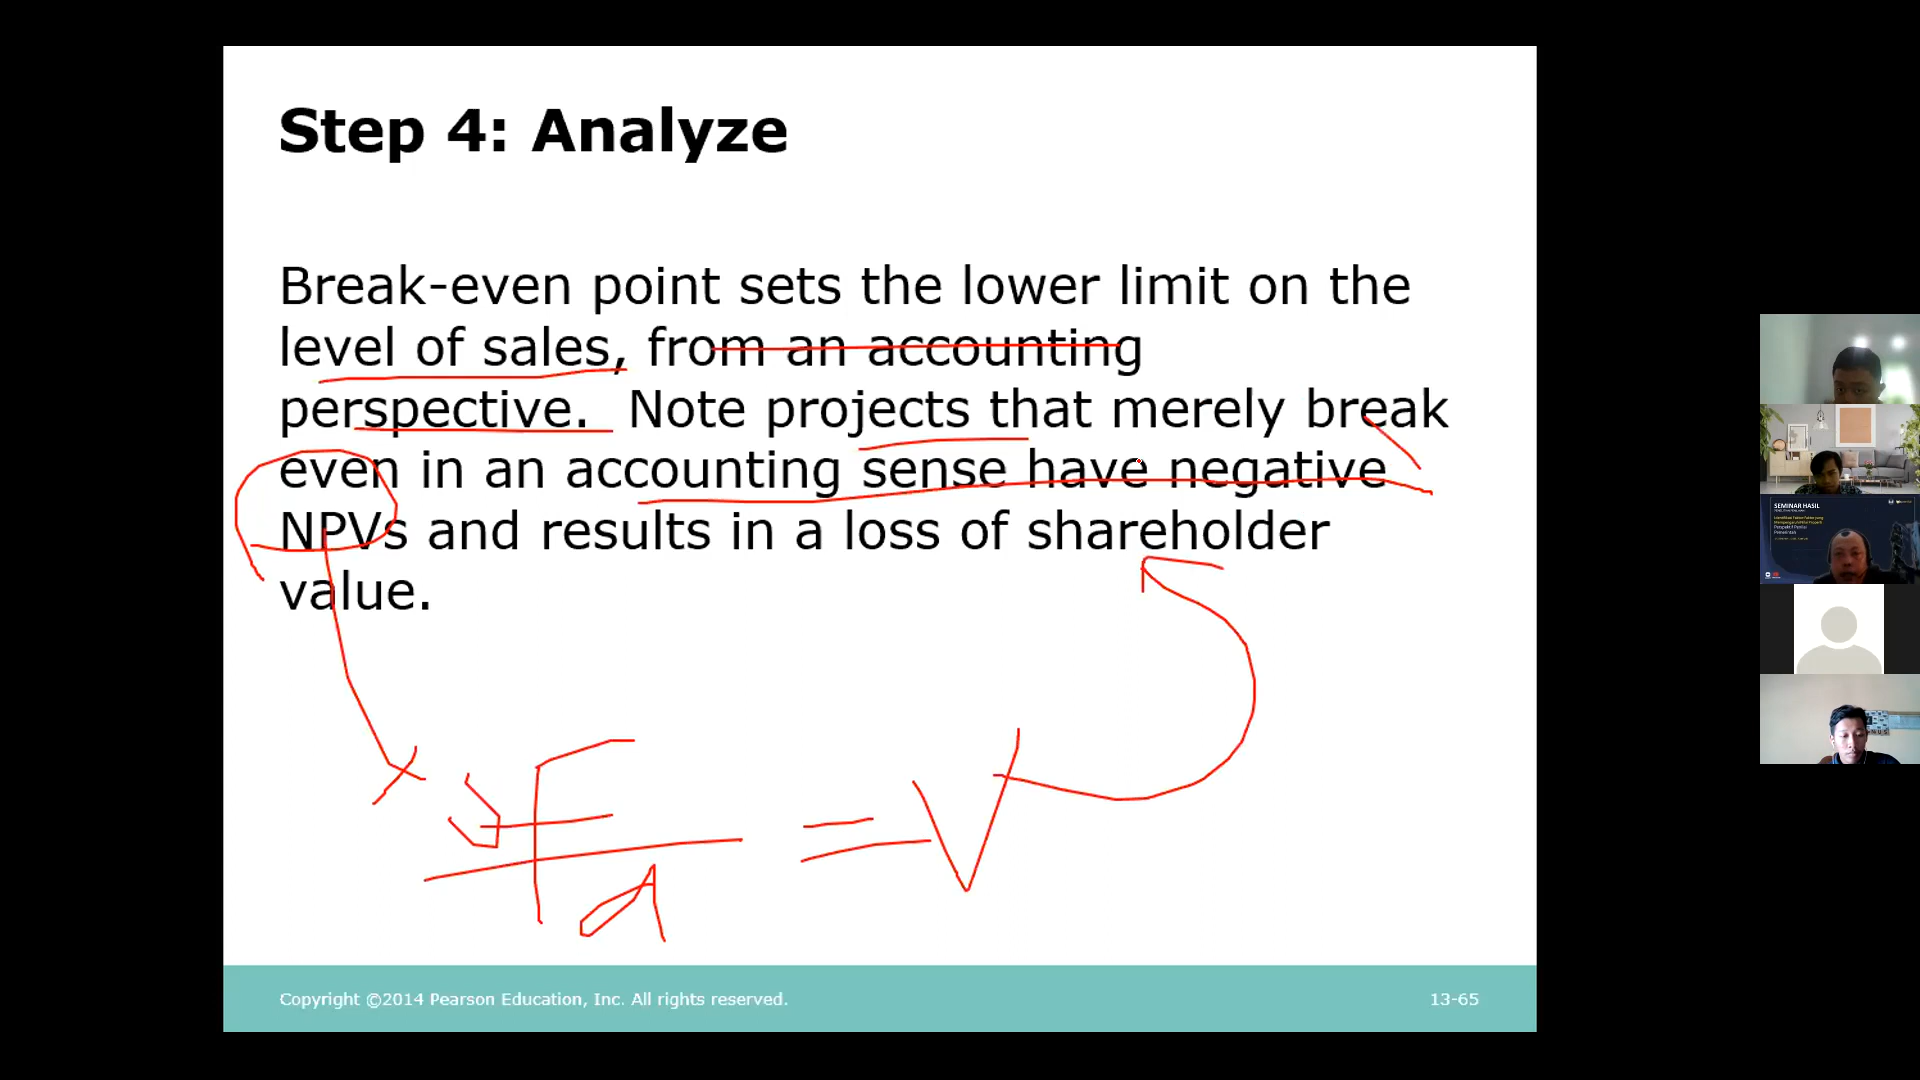 Step 4: Analyze
Break-even point sets the lower limit on the
level of sales, from an accounting
perspective. Note projects that merely break
even in an accounting sense have negative
NPVs and results in a loss of shareholder
value.
= V
Copyright ©2014 Pearson Education, Inc. All rights reserved.
13-65
SEMINAR HASIL